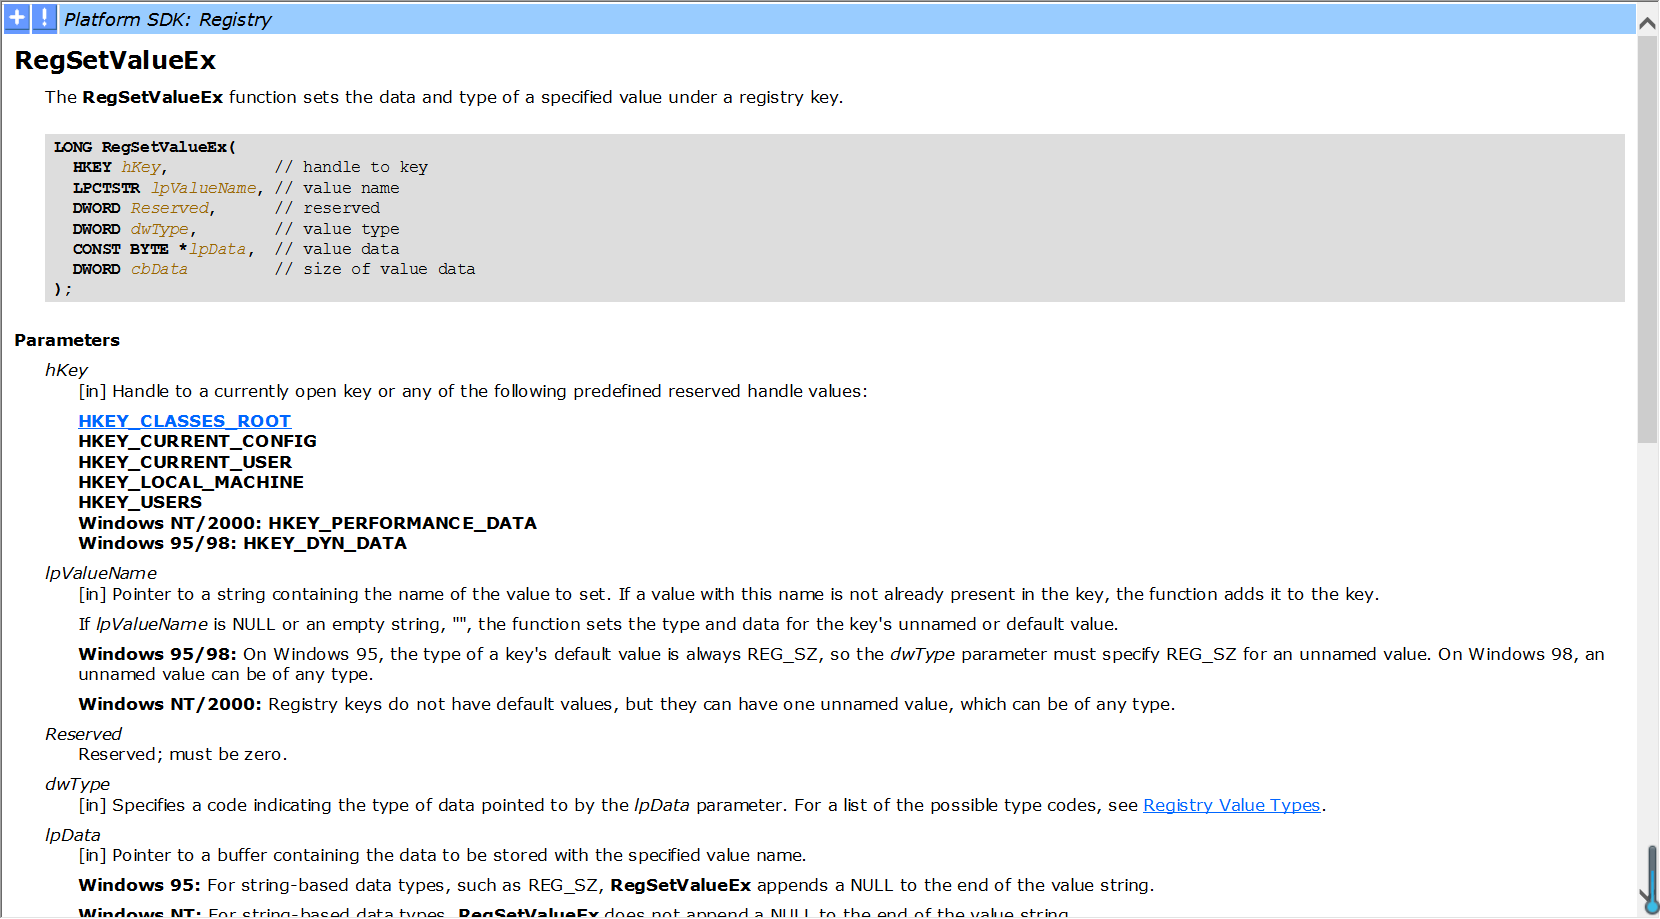 Platform SDK: Registry
RegSetValueEx
The RegSetValueEx function sets the data and type of a specified value under a registry key.
LONG RegSetValueEx(
  HKEY hKey,           // handle to key
  LPCTSTR lpValueName, // value name
  DWORD Reserved,      // reserved
  DWORD dwType,        // value type
  CONST BYTE *lpData,  // value data
  DWORD cbData         // size of value data
);
Parameters
hKey
[in] Handle to a currently open key or any of the following predefined reserved handle values:
HKEY_CLASSES_ROOT
HKEY_CURRENT_CONFIG
HKEY_CURRENT_USER
HKEY_LOCAL_MACHINE
HKEY_USERS
Windows NT/2000: HKEY_PERFORMANCE_DATA
Windows 95/98: HKEY_DYN_DATA
lpValueName
[in] Pointer to a string containing the name of the value to set. If a value with this name is not already present in the key, the function adds it to the key.
If lpValueName is NULL or an empty string, "", the function sets the type and data for the key's unnamed or default value.
Windows 95/98: On Windows 95, the type of a key's default value is always REG_SZ, so the dwType parameter must specify REG_SZ for an unnamed value. On Windows 98, an
unnamed value can be of any type.
Windows NT/2000: Registry keys do not have default values, but they can have one unnamed value, which can be of any type.
Reserved
Reserved; must be zero.
dwType
[in] Specifies a code indicating the type of data pointed to by the lpData parameter. For a list of the possible type codes, see Registry Value Types.
lpData
[in] Pointer to a buffer containing the data to be stored with the specified value name.
Windows 95: For string-based data types, such as REG_SZ, RegSetValueEx appends a NULL to the end of the value string.
Windows NT: For string-based data types, RegSetValueEx does not append a NULL to the end of the value string.